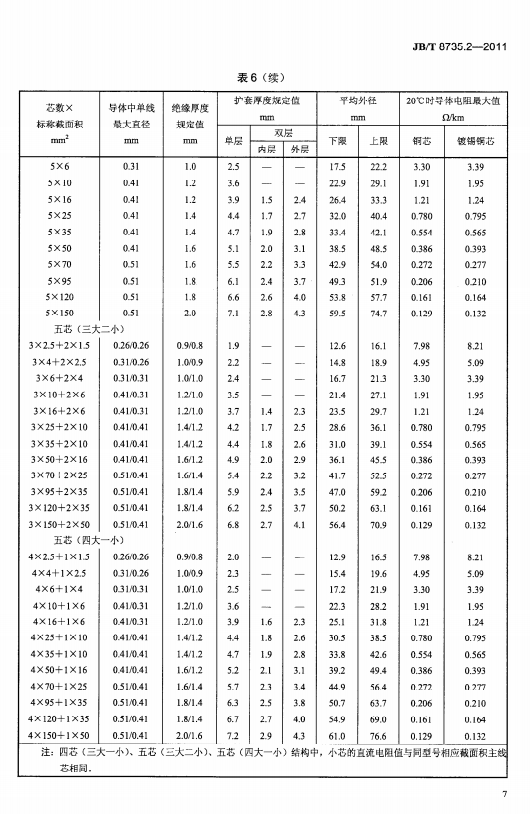 JB/T 8735.2—2011
表6（续）
芯数× 标称截面积 mm² | 导体中单线 最大直径 mm | 绝缘厚度 规定值 mm | 护套厚度规定值 mm | 平均外径 mm | 20℃时导体电阻最大值 Ω/km
单层 | 双层 | 下限 | 上限 | 铜芯 | 镀锡铜芯
内层 | 外层
5×6 0.31 1.0 2.5 — — 17.5 22.2 3.30 3.39
5×10 0.41 1.2 3.6 — — 22.9 29.1 1.91 1.95
5×16 0.41 1.2 3.9 1.5 2.4 26.4 33.3 1.21 1.24
5×25 0.41 1.4 4.4 1.7 2.7 32.0 40.4 0.780 0.795
5×35 0.41 1.4 4.7 1.9 2.8 33.4 42.1 0.554 0.565
5×50 0.41 1.6 5.1 2.0 3.1 38.5 48.5 0.386 0.393
5×70 0.51 1.6 5.5 2.2 3.3 42.9 54.0 0.272 0.277
5×95 0.51 1.8 6.1 2.4 3.7 49.3 51.9 0.206 0.210
5×120 0.51 1.8 6.6 2.6 4.0 53.8 57.7 0.161 0.164
5×150 0.51 2.0 7.1 2.8 4.3 59.5 74.7 0.129 0.132
五芯（三大二小）
3×2.5+2×1.5 0.26/0.26 0.9/0.8 1.9 — — 12.6 16.1 7.98 8.21
3×4+2×2.5 0.31/0.26 1.0/0.9 2.2 — — 14.8 18.9 4.95 5.09
3×6+2×4 0.31/0.31 1.0/1.0 2.4 — — 16.7 21.3 3.30 3.39
3×10+2×6 0.41/0.31 1.2/1.0 3.5 — — 21.4 27.1 1.91 1.95
3×16+2×6 0.41/0.31 1.2/1.0 3.7 1.4 2.3 23.5 29.7 1.21 1.24
3×25+2×10 0.41/0.41 1.4/1.2 4.2 1.7 2.5 28.6 36.1 0.780 0.795
3×35+2×10 0.41/0.41 1.4/1.2 4.4 1.8 2.6 31.0 39.1 0.554 0.565
3×50+2×16 0.41/0.41 1.6/1.2 4.9 2.0 2.9 36.1 45.5 0.386 0.393
3×70+2×25 0.51/0.41 1.6/1.4 5.4 2.2 3.2 41.7 52.5 0.272 0.277
3×95+2×35 0.51/0.41 1.8/1.4 5.9 2.4 3.5 47.0 59.2 0.206 0.210
3×120+2×35 0.51/0.41 1.8/1.4 6.2 2.5 3.7 50.2 63.1 0.161 0.164
3×150+2×50 0.51/0.41 2.0/1.6 6.8 2.7 4.1 56.4 70.9 0.129 0.132
五芯（四大一小）
4×2.5+1×1.5 0.26/0.26 0.9/0.8 2.0 — — 12.9 16.5 7.98 8.21
4×4+1×2.5 0.31/0.26 1.0/0.9 2.3 — — 15.4 19.6 4.95 5.09
4×6+1×4 0.31/0.31 1.0/1.0 2.5 — — 17.2 21.9 3.30 3.39
4×10+1×6 0.41/0.31 1.2/1.0 3.6 — — 22.3 28.2 1.91 1.95
4×16+1×6 0.41/0.31 1.2/1.0 3.9 1.6 2.3 25.1 31.8 1.21 1.24
4×25+1×10 0.41/0.41 1.4/1.2 4.4 1.8 2.6 30.5 38.5 0.780 0.795
4×35+1×10 0.41/0.41 1.4/1.2 4.7 1.9 2.8 33.8 42.6 0.554 0.565
4×50+1×16 0.41/0.41 1.6/1.2 5.2 2.1 3.1 39.2 49.4 0.386 0.393
4×70+1×25 0.51/0.41 1.6/1.4 5.7 2.3 3.4 44.9 56.4 0.272 0.277
4×95+1×35 0.51/0.41 1.8/1.4 6.3 2.5 3.8 50.7 63.7 0.206 0.210
4×120+1×35 0.51/0.41 1.8/1.4 6.7 2.7 4.0 54.9 69.0 0.161 0.164
4×150+1×50 0.51/0.41 2.0/1.6 7.2 2.9 4.3 61.0 76.6 0.129 0.132
注：四芯（三大一小）、五芯（三大二小）、五芯（四大一小）结构中，小芯的直流电阻值与同型号相应截面积主线
芯相同．
7